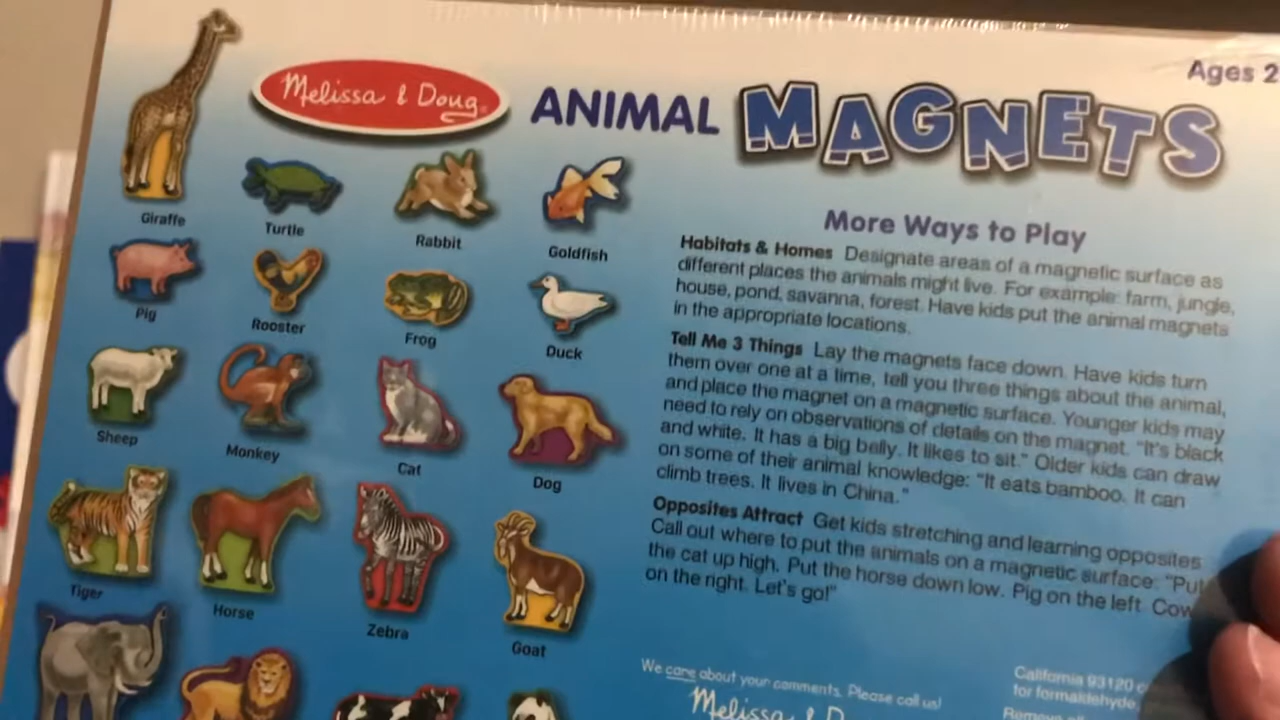 Melissa & Doug®
ANIMAL MAGNETS
Ages 2
Giraffe
Turtle
Rabbit
Goldfish
Pig
Rooster
Frog
Duck
Sheep
Monkey
Cat
Dog
Tiger
Horse
Zebra
Goat
More Ways to Play
Habitats & Homes Designate areas of a magnetic surface as
different places the animals might live. For example: farm, jungle,
house, pond, savanna, forest. Have kids put the animal magnets
in the appropriate locations.
Tell Me 3 Things Lay the magnets face down. Have kids turn
them over one at a time, tell you three things about the animal,
and place the magnet on a magnetic surface. Younger kids may
need to rely on observations of details on the magnet. "It's black
and white. It has a big belly. It likes to sit." Older kids can draw
on some of their animal knowledge: "It eats bamboo. It can
climb trees. It lives in China."
Opposites Attract Get kids stretching and learning opposites.
Call out where to put the animals on a magnetic surface: "Put
the cat up high. Put the horse down low. Pig on the left. Cow
on the right. Let's go!"
We care about your comments. Please call us!
Melissa & D
California 93120 c
for formaldehyde.
Remove